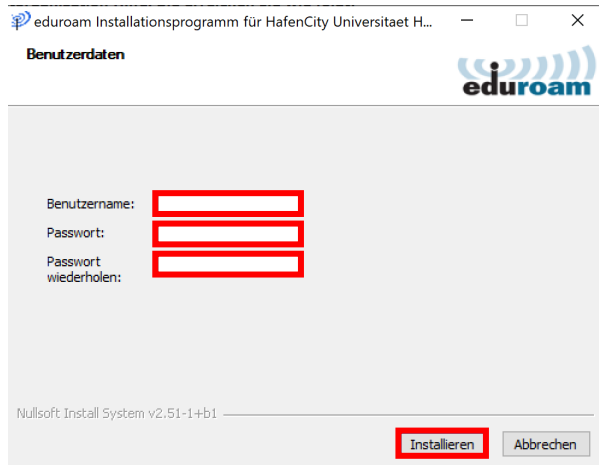 eduroam Installationsprogramm für HafenCity Universitaet H...
Benutzerdaten
eduroam
Benutzername:
Passwort:
Passwort
wiederholen:
Nullsoft Install System v2.51-1+b1
Installieren Abbrechen